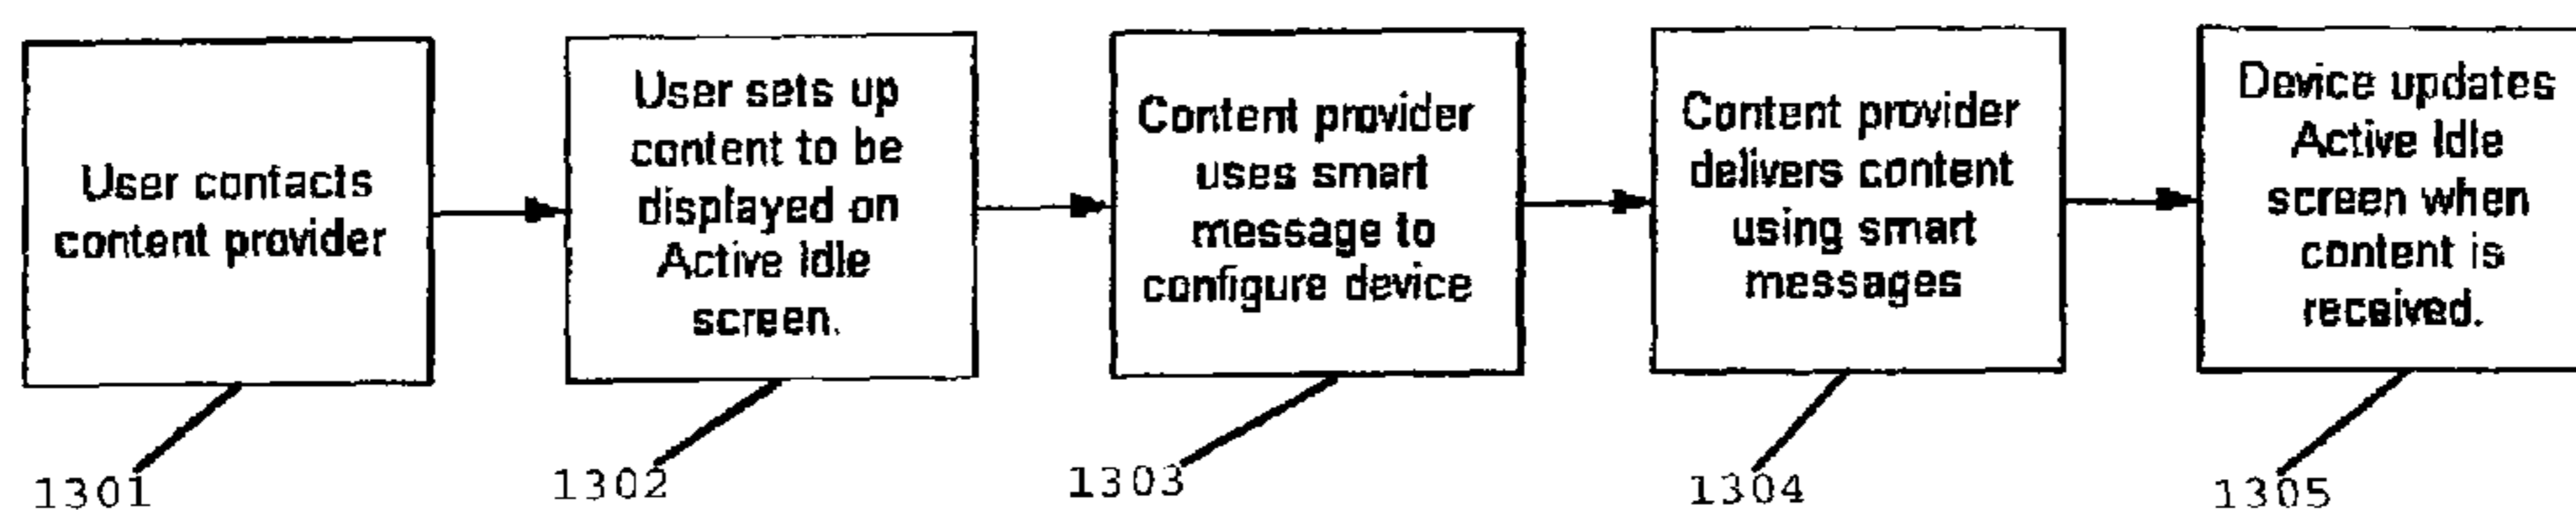 User contacts
content provider
User sets up
content to be
displayed on
Active Idle
screen.
Content provider
uses smart
message to
configure device
Content provider
delivers content
using smart
messages
Device updates
Active Idle
screen when
content is
received.
1301
1302
1303
1304
1305